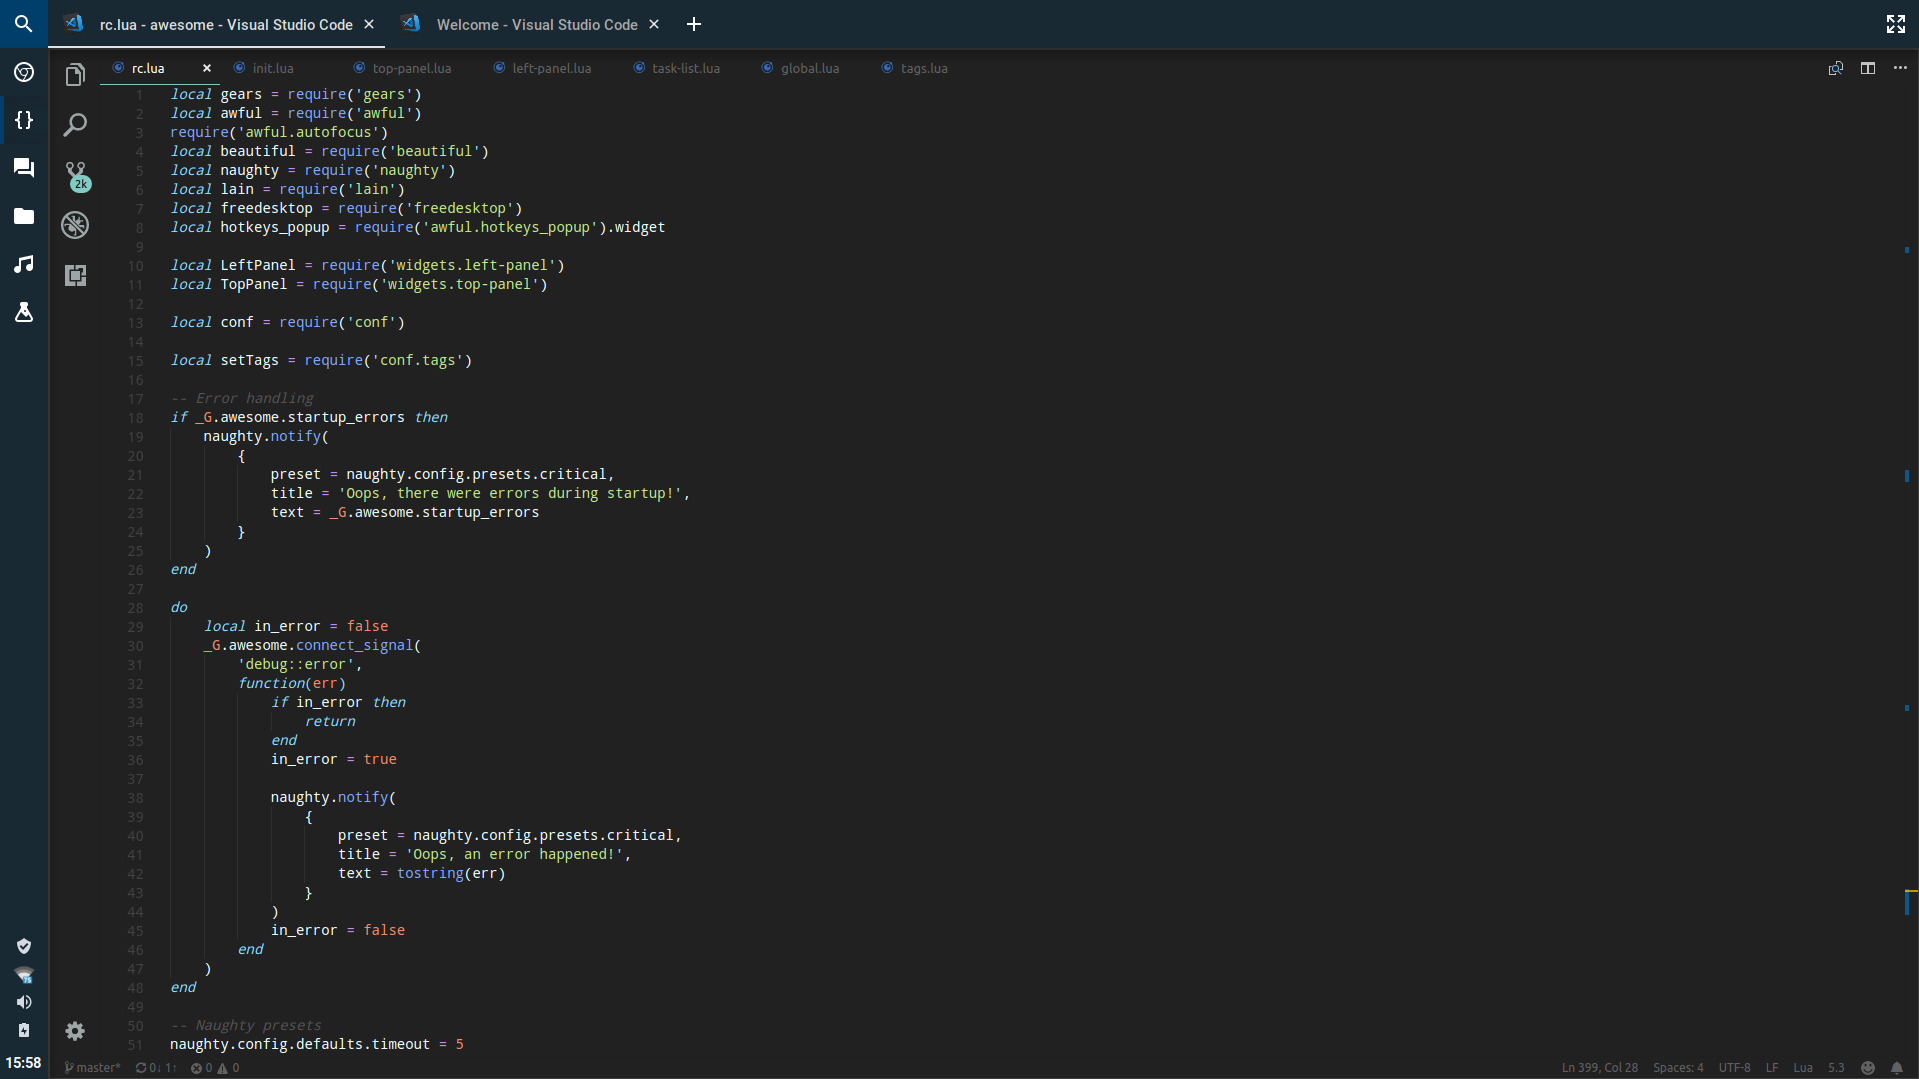 rc.lua - awesome - Visual Studio Code × Welcome - Visual Studio Code × +
rc.lua × init.lua top-panel.lua left-panel.lua task-list.lua global.lua tags.lua
1 local gears = require('gears')
2 local awful = require('awful')
3 require('awful.autofocus')
4 local beautiful = require('beautiful')
5 local naughty = require('naughty')
6 local lain = require('lain')
7 local freedesktop = require('freedesktop')
8 local hotkeys_popup = require('awful.hotkeys_popup').widget
9
10 local LeftPanel = require('widgets.left-panel')
11 local TopPanel = require('widgets.top-panel')
12
13 local conf = require('conf')
14
15 local setTags = require('conf.tags')
16
17 -- Error handling
18 if _G.awesome.startup_errors then
19 naughty.notify(
20 {
21 preset = naughty.config.presets.critical,
22 title = 'Oops, there were errors during startup!',
23 text = _G.awesome.startup_errors
24 }
25 )
26 end
27
28 do
29 local in_error = false
30 _G.awesome.connect_signal(
31 'debug::error',
32 function(err)
33 if in_error then
34 return
35 end
36 in_error = true
37
38 naughty.notify(
39 {
40 preset = naughty.config.presets.critical,
41 title = 'Oops, an error happened!',
42 text = tostring(err)
43 }
44 )
45 in_error = false
46 end
47 )
48 end
49
50 -- Naughty presets
51 naughty.config.defaults.timeout = 5
2k
{}
15:58
master* 0↓ 1↑ 0 0 Ln 399, Col 28 Spaces: 4 UTF-8 LF Lua 5.3